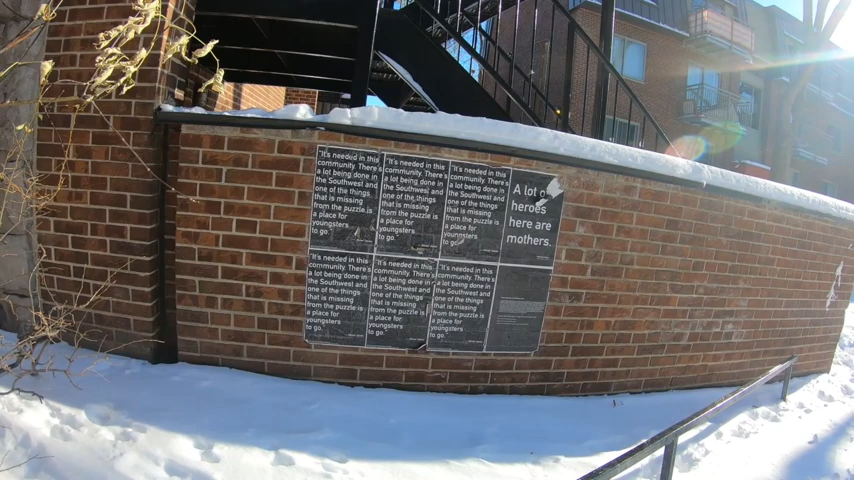 "It's needed in this
community. There's
a lot being done in
the Southwest and
one of the things
that is missing
from the puzzle is
a place for
youngsters
to go."
"It's needed in this
community. There's
a lot being done in
the Southwest and
one of the things
that is missing
from the puzzle is
a place for
youngsters
to go."
"It's needed in this
community. There's
a lot being done in
the Southwest and
one of the things
that is missing
from the puzzle is
a place for
youngsters
to go."
A lot of
heroes
here are
mothers.
"It's needed in this
community. There's
a lot being done in
the Southwest and
one of the things
that is missing
from the puzzle is
a place for
youngsters
to go."
"It's needed in this
community. There's
a lot being done in
the Southwest and
one of the things
that is missing
from the puzzle is
a place for
youngsters
to go."
"It's needed in this
community. There's
a lot being done in
the Southwest and
one of the things
that is missing
from the puzzle is
a place for
youngsters
to go."